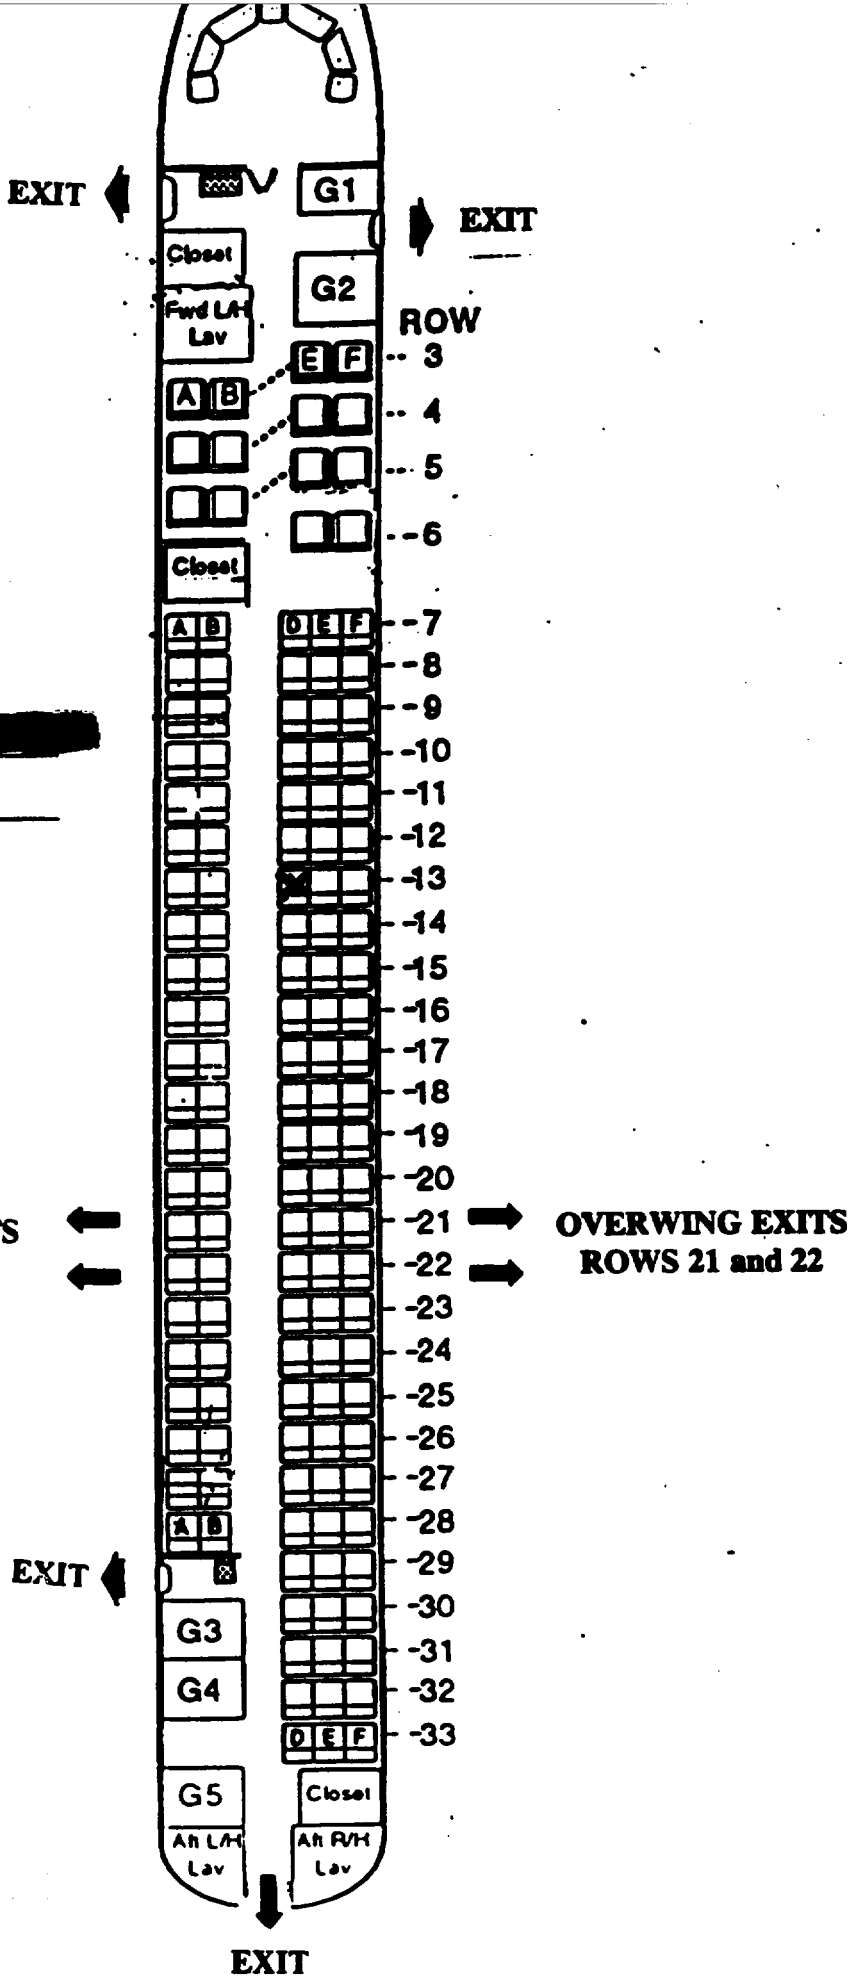 EXIT
G1
EXIT
Closet
G2
Fwd L/H
Lav
ROW
E F -- 3
A B
-- 4
--- 5
--6
Closet
A B D E F --7
--8
--9
--10
--11
--12
--13
--14
--15
--16
--17
--18
--19
--20
--21
OVERWING EXITS
--22
ROWS 21 and 22
--23
--24
--25
--26
--27
A B --28
--29
EXIT
--30
G3
--31
G4
--32
D E F --33
G5
Closet
Aft L/H
Lav
Aft R/H
Lav
EXIT